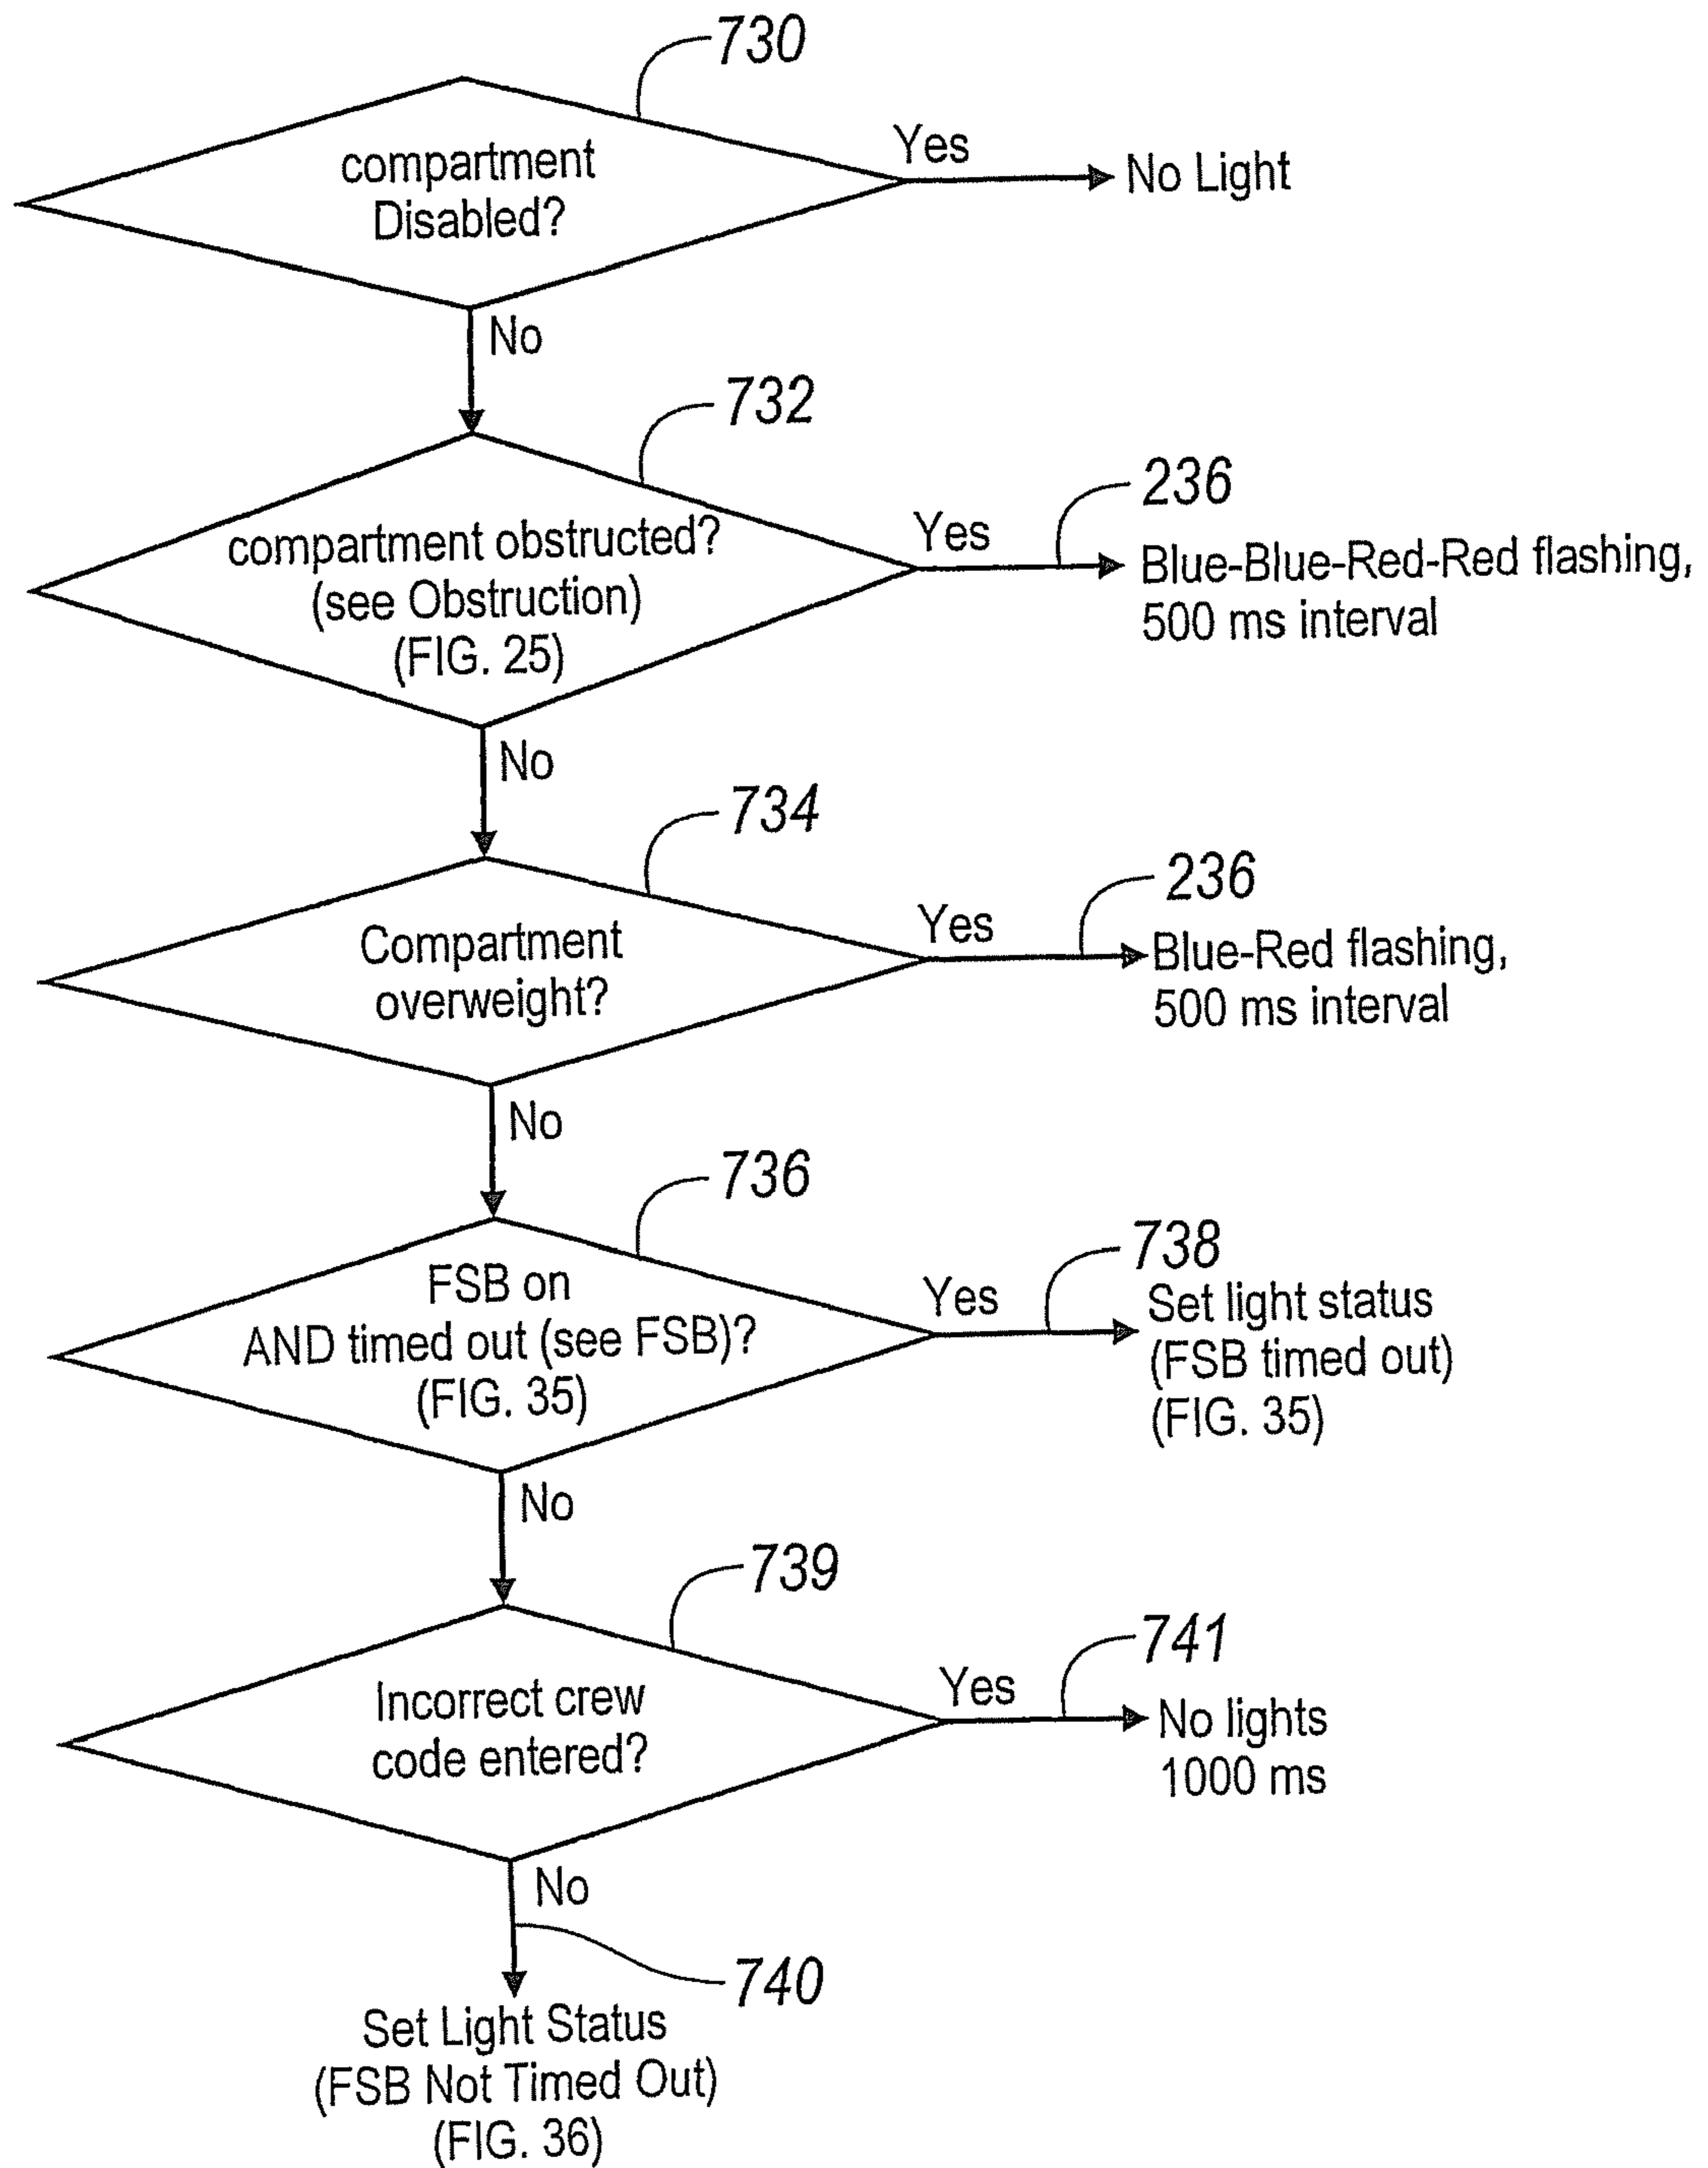 730
compartment
Disabled?
Yes
No Light
No
732
compartment obstructed?
(see Obstruction)
(FIG. 25)
Yes
236
Blue-Blue-Red-Red flashing,
500 ms interval
No
734
Compartment
overweight?
Yes
236
Blue-Red flashing,
500 ms interval
No
736
FSB on
AND timed out (see FSB)?
(FIG. 35)
Yes
738
Set light status
(FSB timed out)
(FIG. 35)
No
739
Incorrect crew
code entered?
Yes
741
No lights
1000 ms
No
740
Set Light Status
(FSB Not Timed Out)
(FIG. 36)